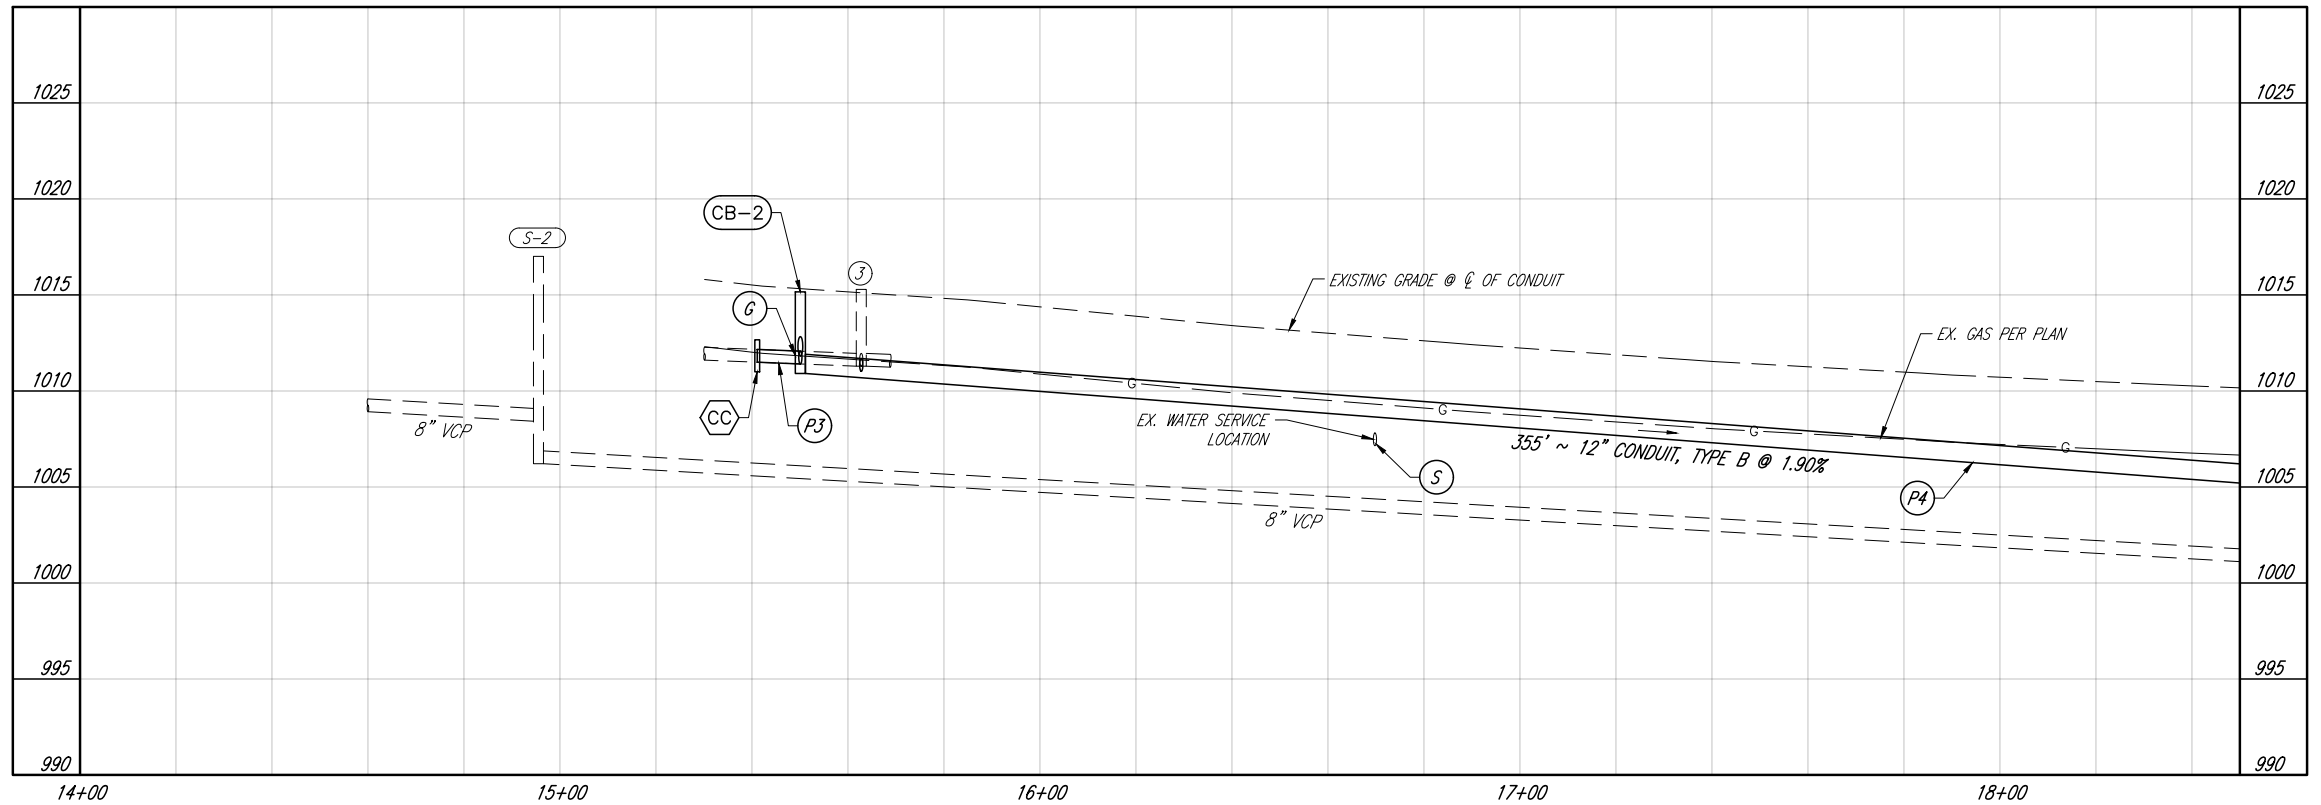 1025
1025
1020
1020
CB-2
S-2
3
1015
EXISTING GRADE @ ℄ OF CONDUIT
1015
G
EX. GAS PER PLAN
1010
G
1010
CC
P3
EX. WATER SERVICE
LOCATION
G
G
G
8" VCP
355' ~ 12" CONDUIT, TYPE B @ 1.90%
1005
S
1005
P4
8" VCP
1000
1000
995
995
990
990
14+00
15+00
16+00
17+00
18+00